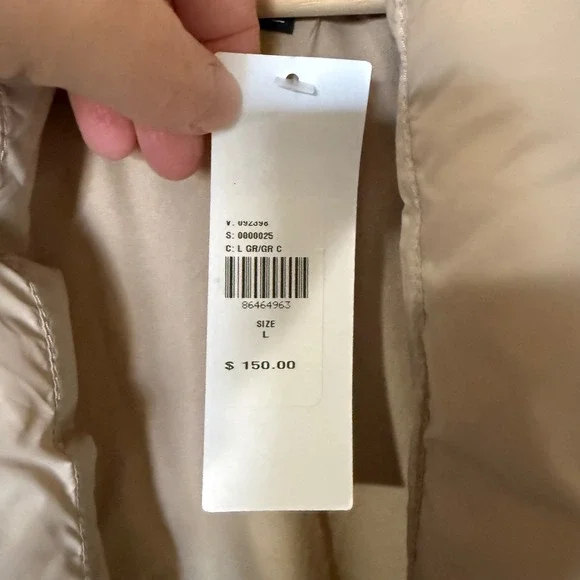 V: 092398
S: 0000025
C: L GR/GR C
86464963
SIZE
L
$ 150.00